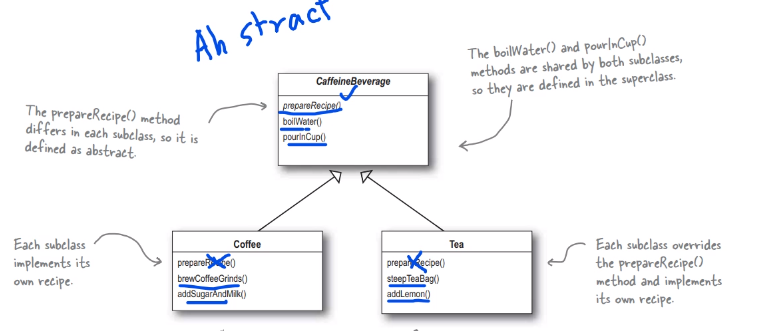 Abstract
The boilWater() and pourInCup()
methods are shared by both subclasses,
so they are defined in the superclass.
CaffeineBeverage
prepareRecipe()
boilWater()
pourInCup()
The prepareRecipe() method
differs in each subclass, so it is
defined as abstract.
Each subclass
implements its
own recipe.
Coffee
prepareRecipe()
brewCoffeeGrinds()
addSugarAndMilk()
Tea
prepareRecipe()
steepTeaBag()
addLemon()
Each subclass overrides
the prepareRecipe()
method and implements
its own recipe.